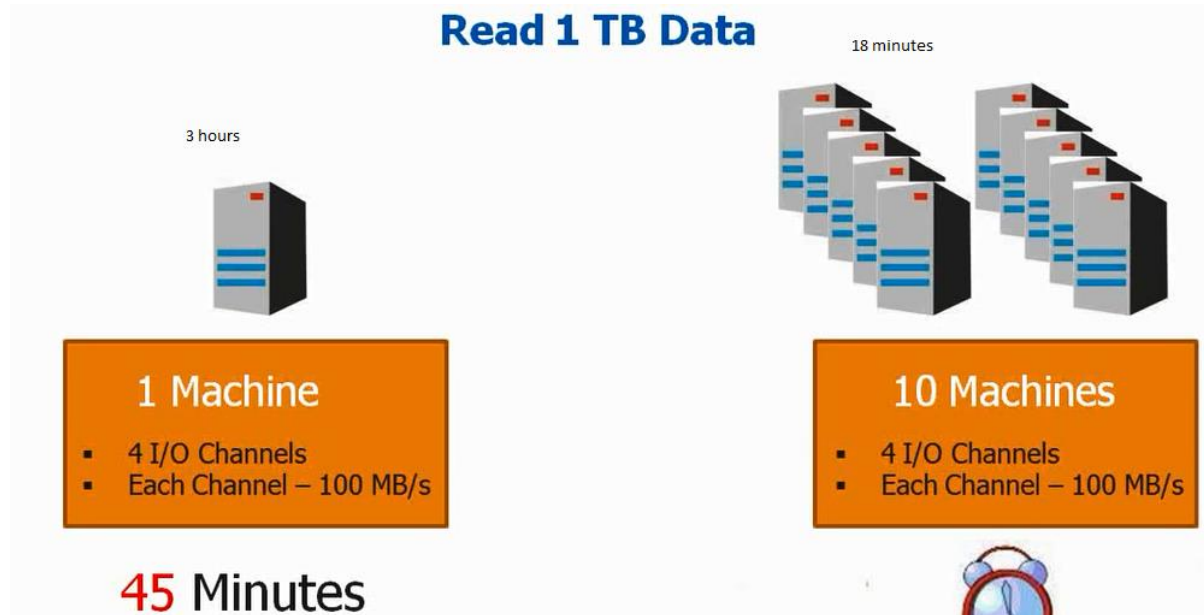 Read 1 TB Data
18 minutes
3 hours
1 Machine
▪ 4 I/O Channels
▪ Each Channel – 100 MB/s
10 Machines
▪ 4 I/O Channels
▪ Each Channel – 100 MB/s
45 Minutes